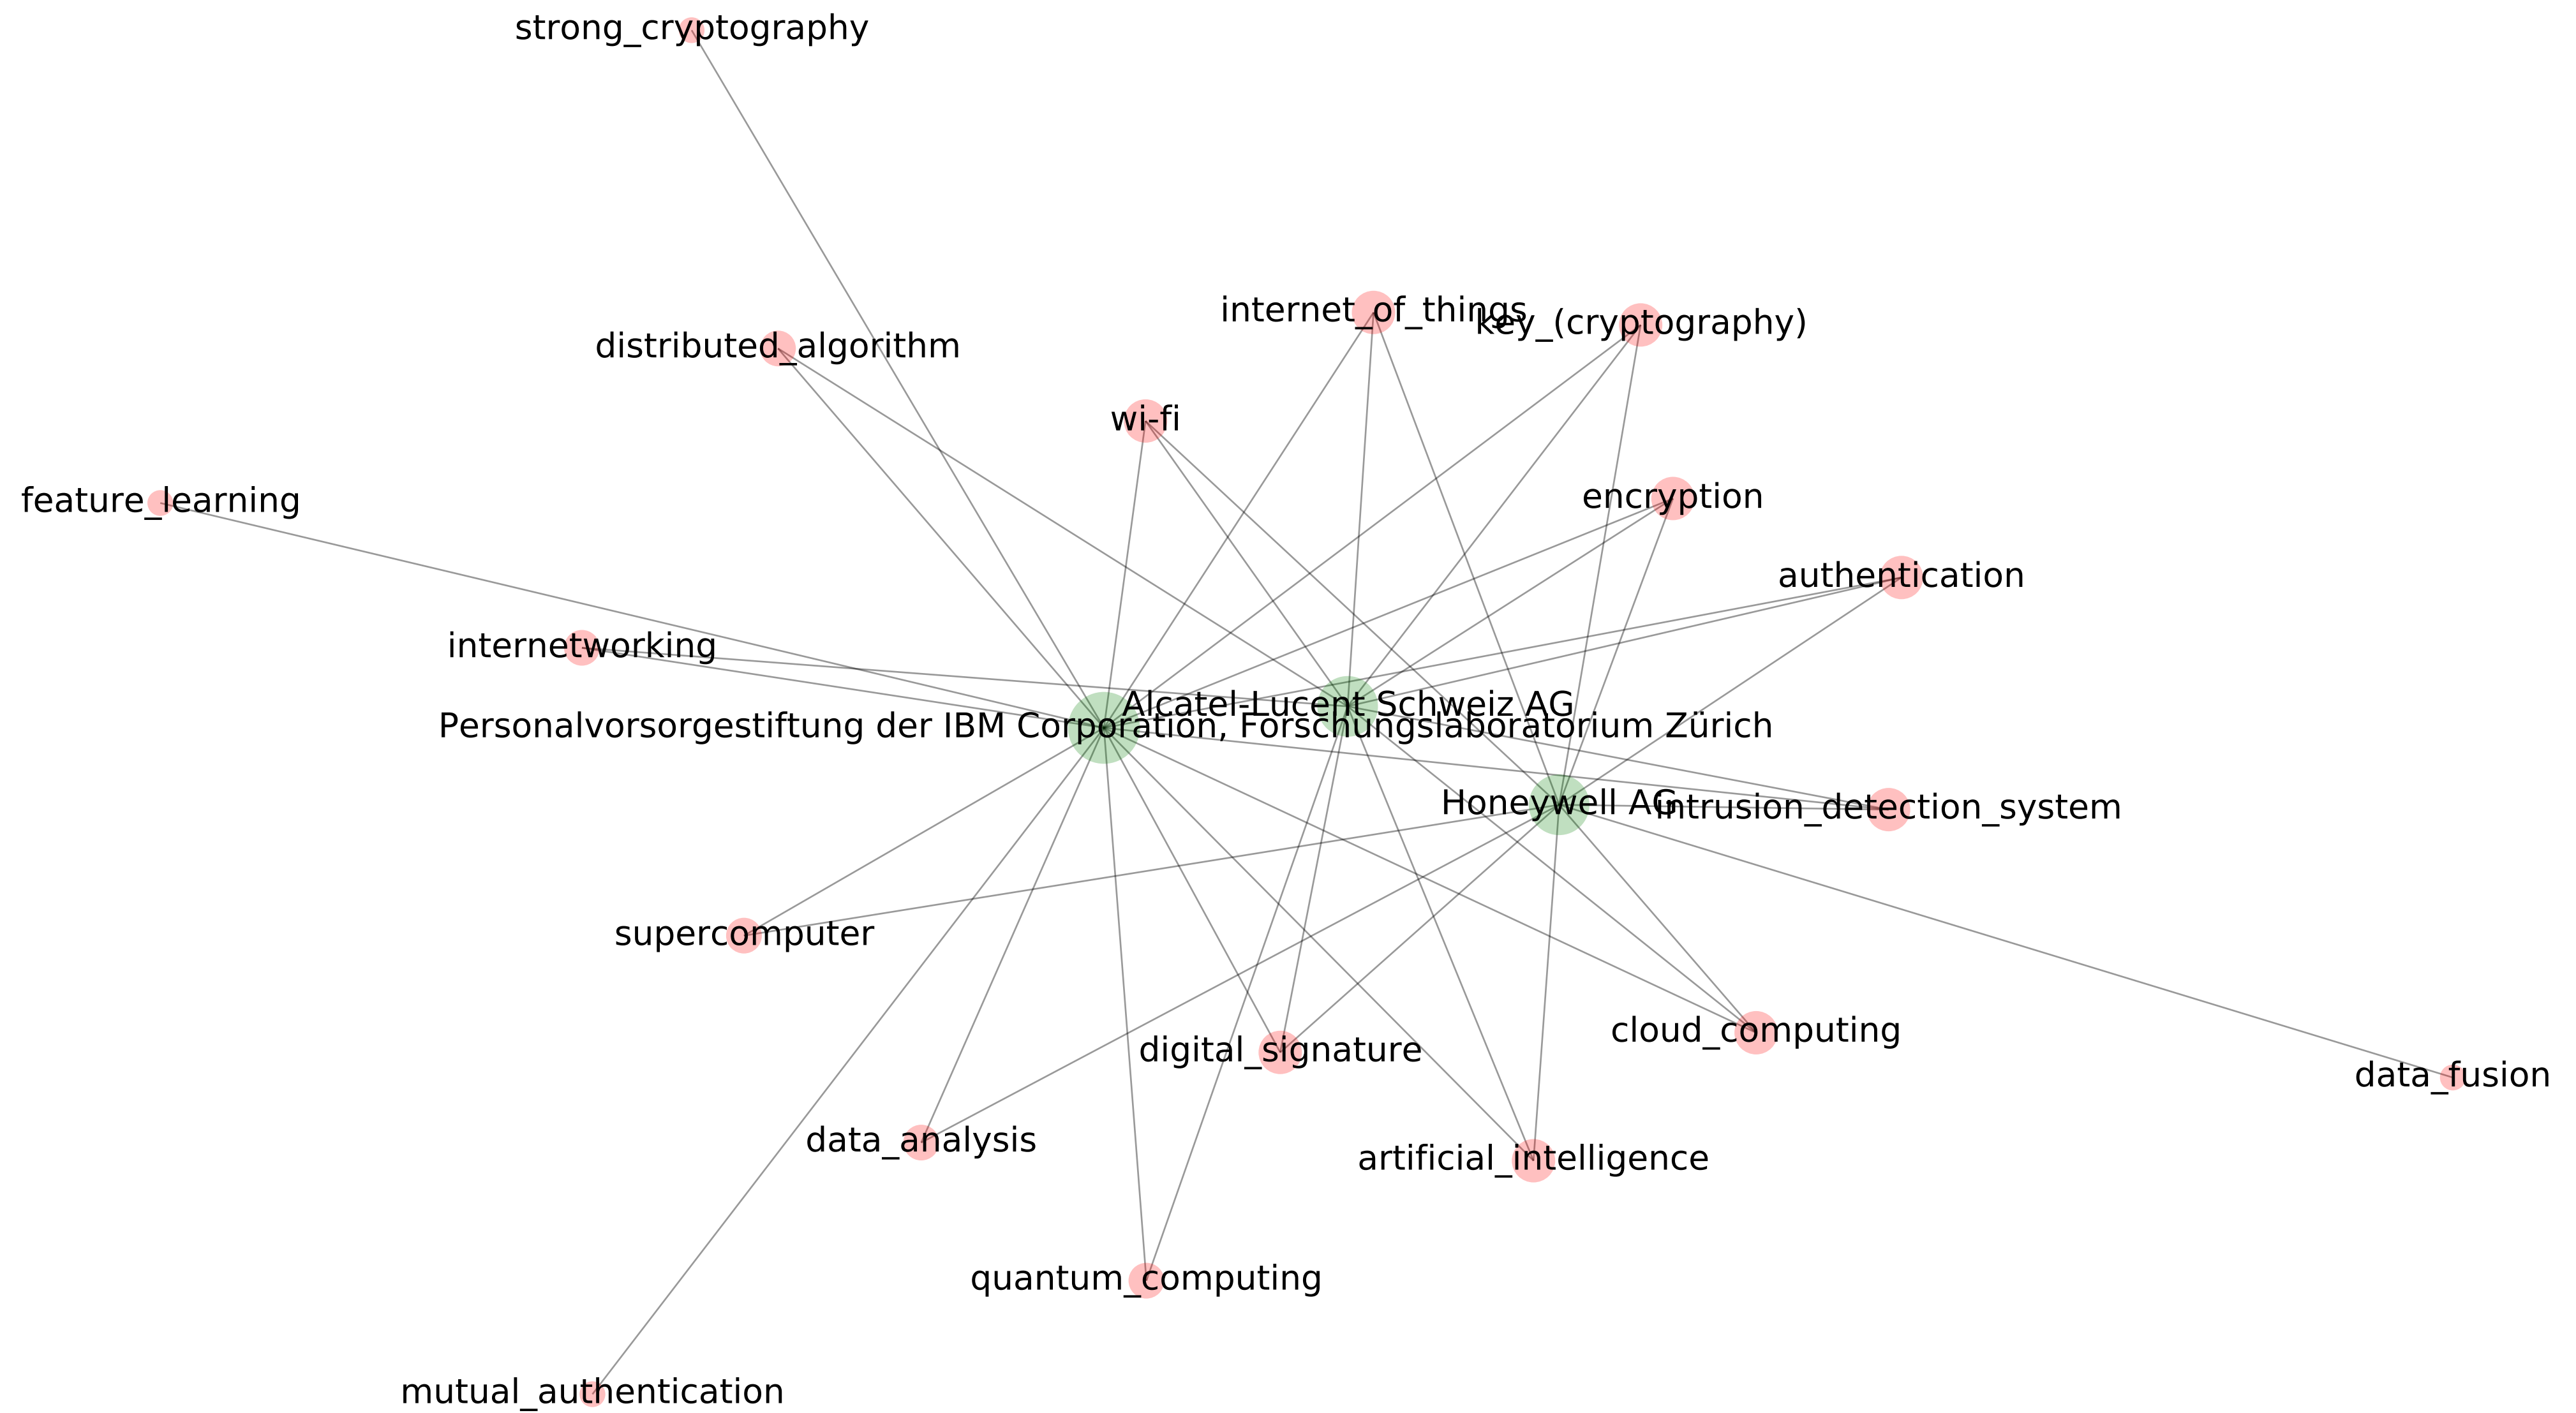 strong_cryptography
internet_of_things
key_(cryptography)
distributed_algorithm
wi-fi
encryption
feature_learning
authentication
internetworking
Alcatel-Lucent Schweiz AG
Personalvorsorgestiftung der IBM Corporation, Forschungslaboratorium Zürich
Honeywell AG
intrusion_detection_system
supercomputer
cloud_computing
digital_signature
data_fusion
data_analysis
artificial_intelligence
quantum_computing
mutual_authentication